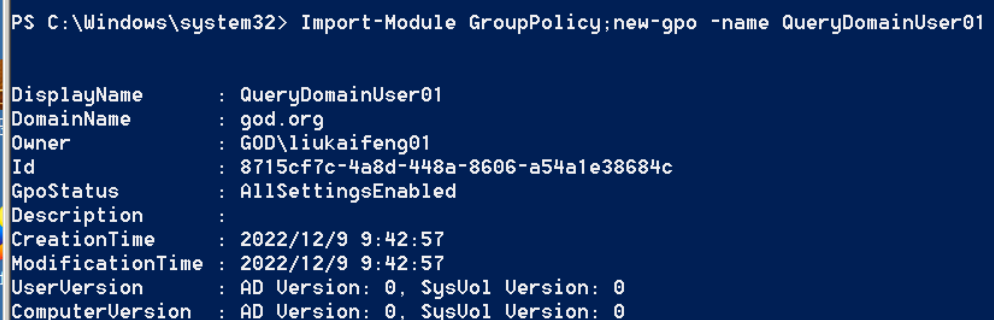 PS C:\Windows\system32> Import-Module GroupPolicy;new-gpo -name QueryDomainUser01
DisplayName      : QueryDomainUser01
DomainName       : god.org
Owner            : GOD\liukaifeng01
Id               : 8715cf7c-4a8d-448a-8606-a54a1e38684c
GpoStatus        : AllSettingsEnabled
Description      :
CreationTime     : 2022/12/9 9:42:57
ModificationTime : 2022/12/9 9:42:57
UserVersion      : AD Version: 0, SysVol Version: 0
ComputerVersion  : AD Version: 0, SysVol Version: 0